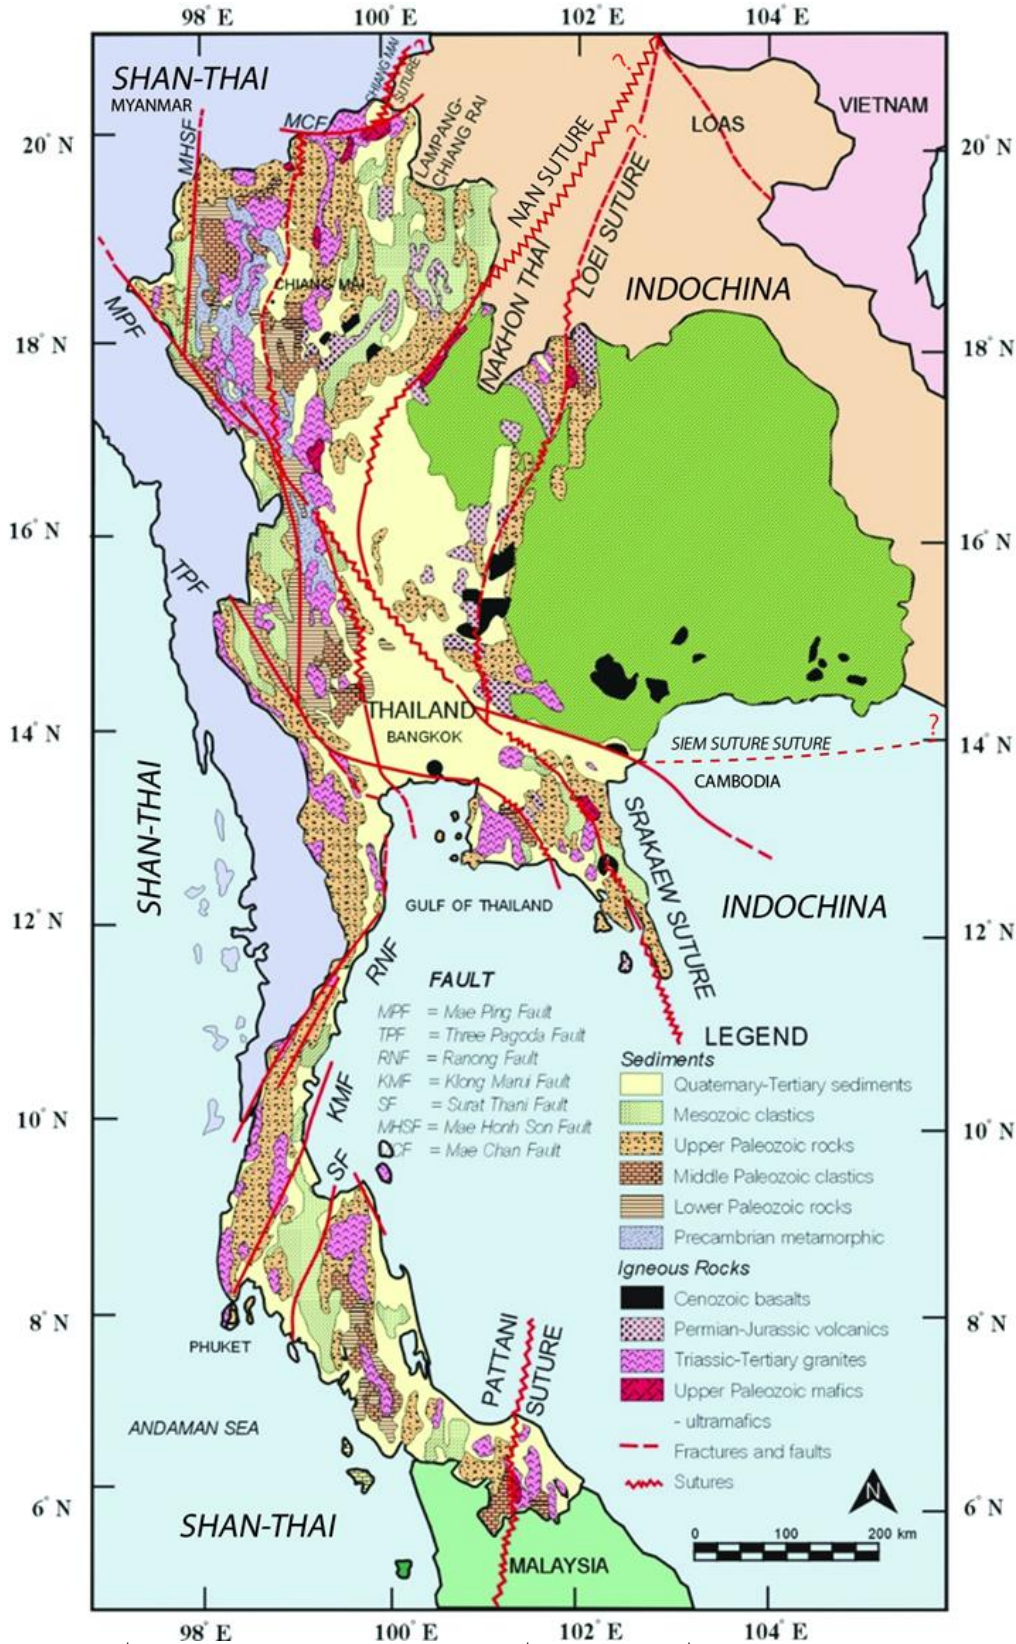 98° E 100° E 102° E 104° E
SHAN-THAI
MYANMAR
CHIANG MAI
SUTURE
MCF
MHSF
LAMPANG-
CHIANG RAI
?
?
?
NAN SUTURE
LOEI SUTURE
NAKHON THAI
LOAS
VIETNAM
20° N
20° N
CHIANG MAI
INDOCHINA
MPF
18° N
18° N
16° N
16° N
TPF
THAILAND
BANGKOK
14° N
14° N
?
SIEM SUTURE SUTURE
CAMBODIA
SHAN-THAI
SRAKAEW SUTURE
INDOCHINA
GULF OF THAILAND
12° N
12° N
RNF
FAULT
MPF = Mae Ping Fault
TPF = Three Pagoda Fault
RNF = Ranong Fault
KMF = Klong Marui Fault
SF = Surat Thani Fault
MHSF = Mae Honh Son Fault
CF = Mae Chan Fault
KMF
SF
10° N
10° N
LEGEND
Sediments
Quaternary-Tertiary sediments
Mesozoic clastics
Upper Paleozoic rocks
Middle Paleozoic clastics
Lower Paleozoic rocks
Precambrian metamorphic
Igneous Rocks
Cenozoic basalts
Permian-Jurassic volcanics
Triassic-Tertiary granites
Upper Paleozoic mafics
- ultramafics
Fractures and faults
Sutures
8° N
8° N
PHUKET
PATTANI
SUTURE
ANDAMAN SEA
6° N
6° N
SHAN-THAI
N
0 100 200 km
MALAYSIA
98° E 100° E 102° E 104° E